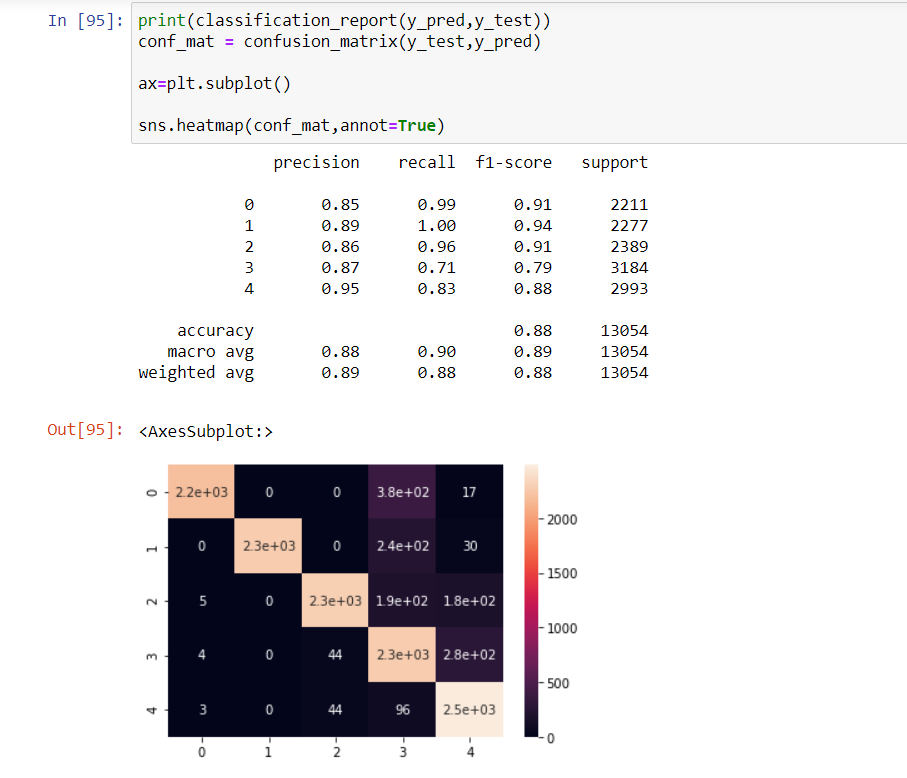 In [95]: print(classification_report(y_pred,y_test))
conf_mat = confusion_matrix(y_test,y_pred)
ax=plt.subplot()
sns.heatmap(conf_mat,annot=True)
precision recall f1-score support
0 0.85 0.99 0.91 2211
1 0.89 1.00 0.94 2277
2 0.86 0.96 0.91 2389
3 0.87 0.71 0.79 3184
4 0.95 0.83 0.88 2993
accuracy 0.88 13054
macro avg 0.88 0.90 0.89 13054
weighted avg 0.89 0.88 0.88 13054
Out[95]: <AxesSubplot:>
0 2.2e+03 0 0 3.8e+02 17
2000
1 0 2.3e+03 0 2.4e+02 30
1500
2 5 0 2.3e+03 1.9e+02 1.8e+02
1000
3 4 0 44 2.3e+03 2.8e+02
500
4 3 0 44 96 2.5e+03
0
0 1 2 3 4